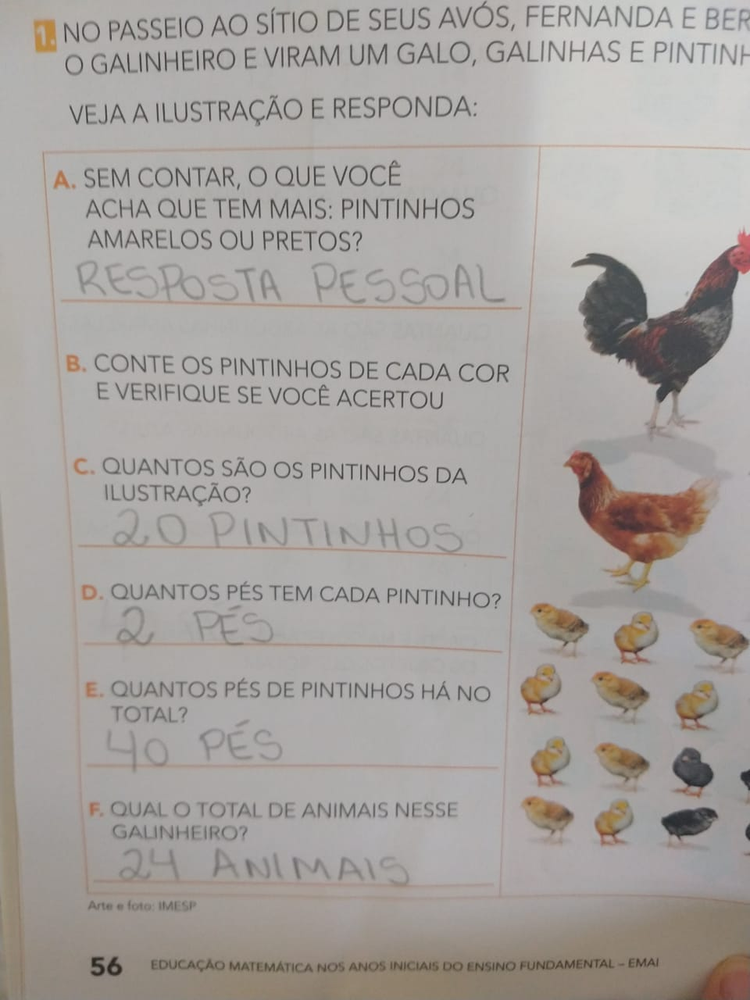 1. NO PASSEIO AO SÍTIO DE SEUS AVÓS, FERNANDA E BER
O GALINHEIRO E VIRAM UM GALO, GALINHAS E PINTINH
VEJA A ILUSTRAÇÃO E RESPONDA:
A. SEM CONTAR, O QUE VOCÊ
ACHA QUE TEM MAIS: PINTINHOS
AMARELOS OU PRETOS?
RESPOSTA PESSOAL
B. CONTE OS PINTINHOS DE CADA COR
E VERIFIQUE SE VOCÊ ACERTOU
C. QUANTOS SÃO OS PINTINHOS DA
ILUSTRAÇÃO?
20 PINTINHOS
D. QUANTOS PÉS TEM CADA PINTINHO?
2 PÉS
E. QUANTOS PÉS DE PINTINHOS HÁ NO
TOTAL?
40 PÉS
F. QUAL O TOTAL DE ANIMAIS NESSE
GALINHEIRO?
24 ANIMAIS
Arte e foto: IMESP
56 EDUCAÇÃO MATEMÁTICA NOS ANOS INICIAIS DO ENSINO FUNDAMENTAL – EMAI